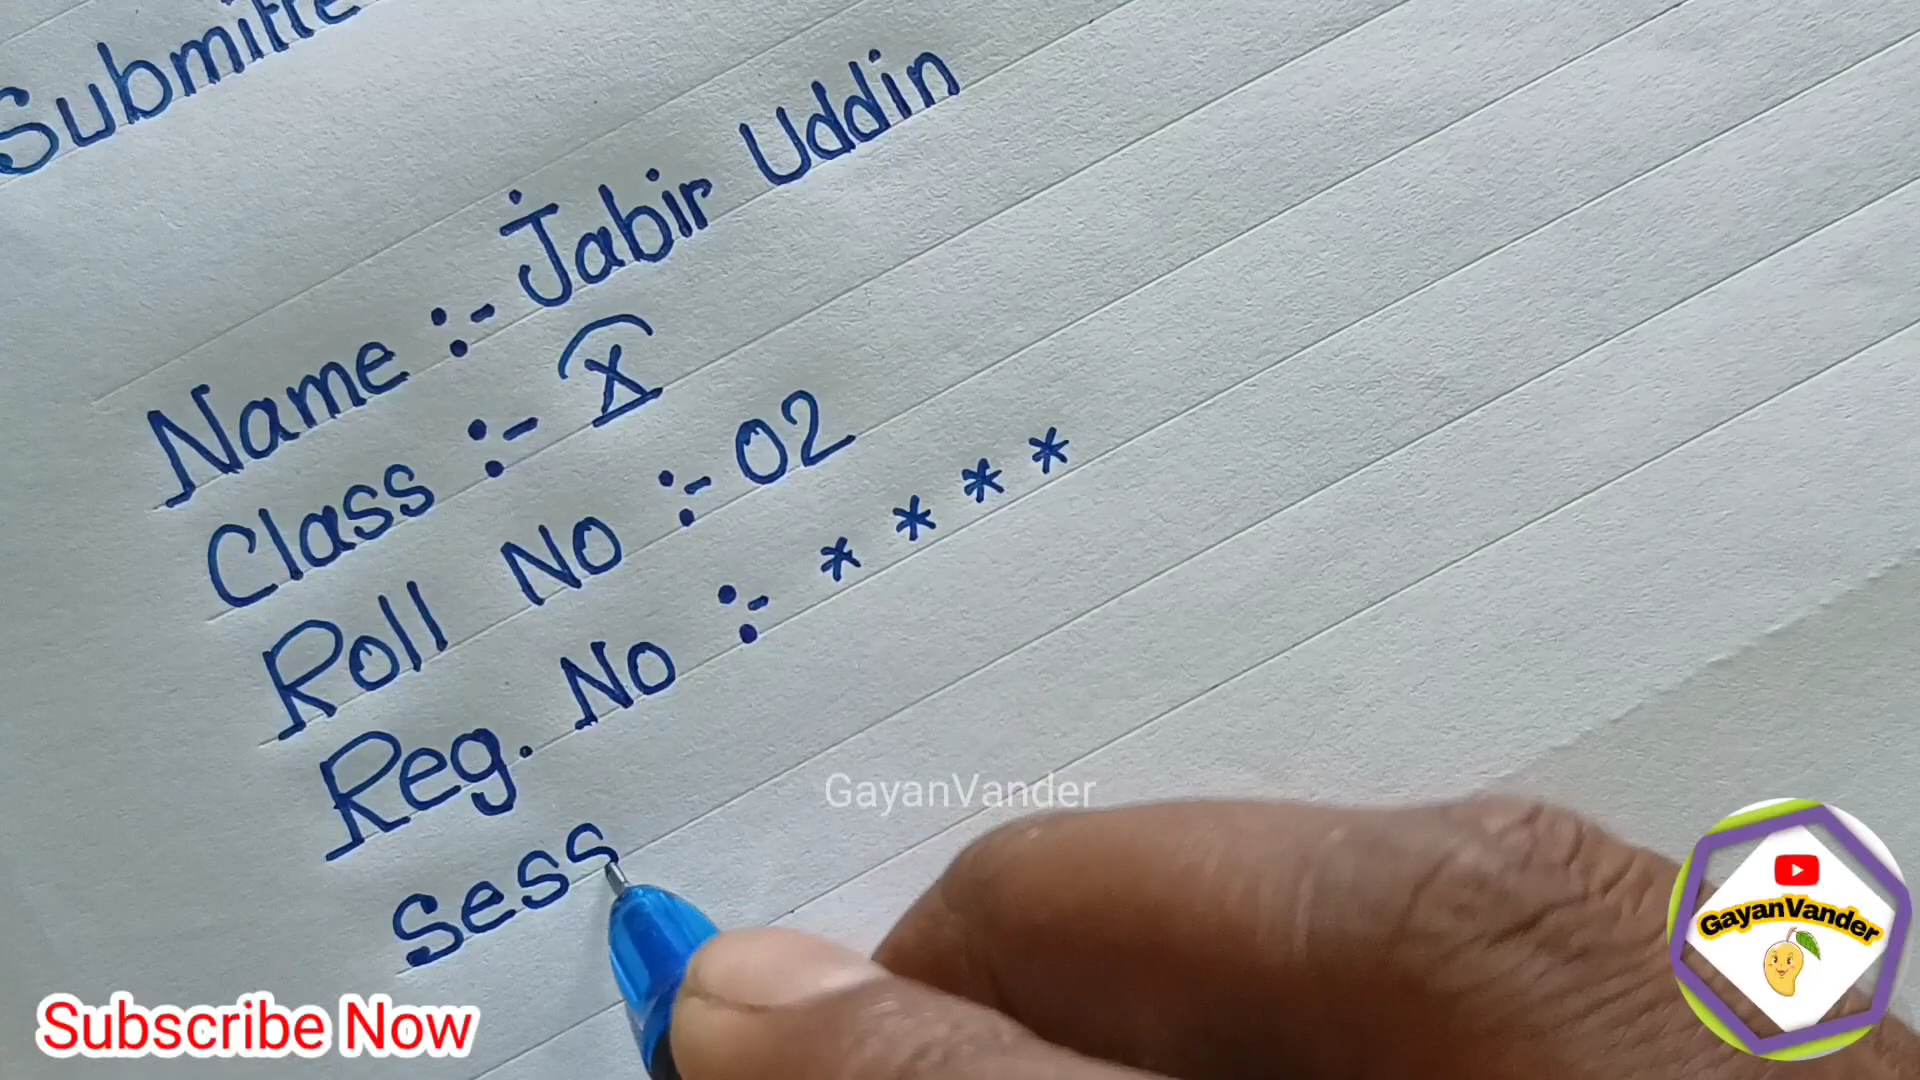 Submitte
Name :- Jabir Uddin
Class :- X
Roll No :- 02
Reg. No :- * * * *
Sess
GayanVander
GayanVander
Subscribe Now